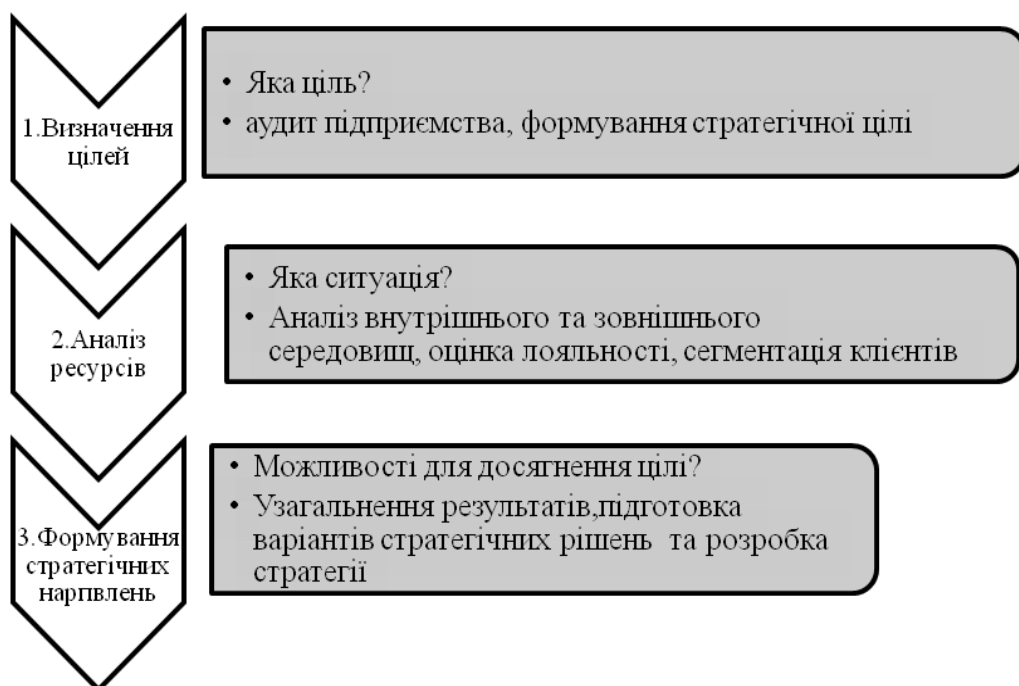 1.Визначення
цілей
• Яка ціль?
• аудит підприємства, формування стратегічної цілі
2.Аналіз
ресурсів
• Яка ситуація?
• Аналіз внутрішнього та зовнішнього
середовищ, оцінка лояльності, сегментація клієнтів
3.Формування
стратегічних
нарпвлень
• Можливості для досягнення цілі?
• Узагальнення результатів,підготовка
варіантів стратегічних рішень та розробка
стратегії